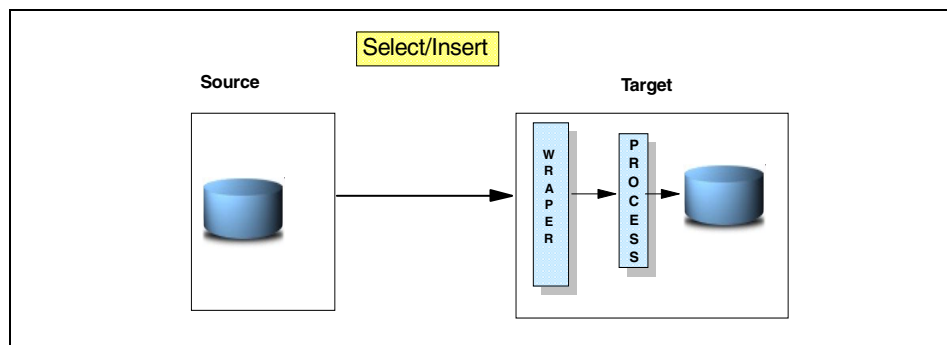 Select/Insert
Source
Target
WRAPER
PROCESS